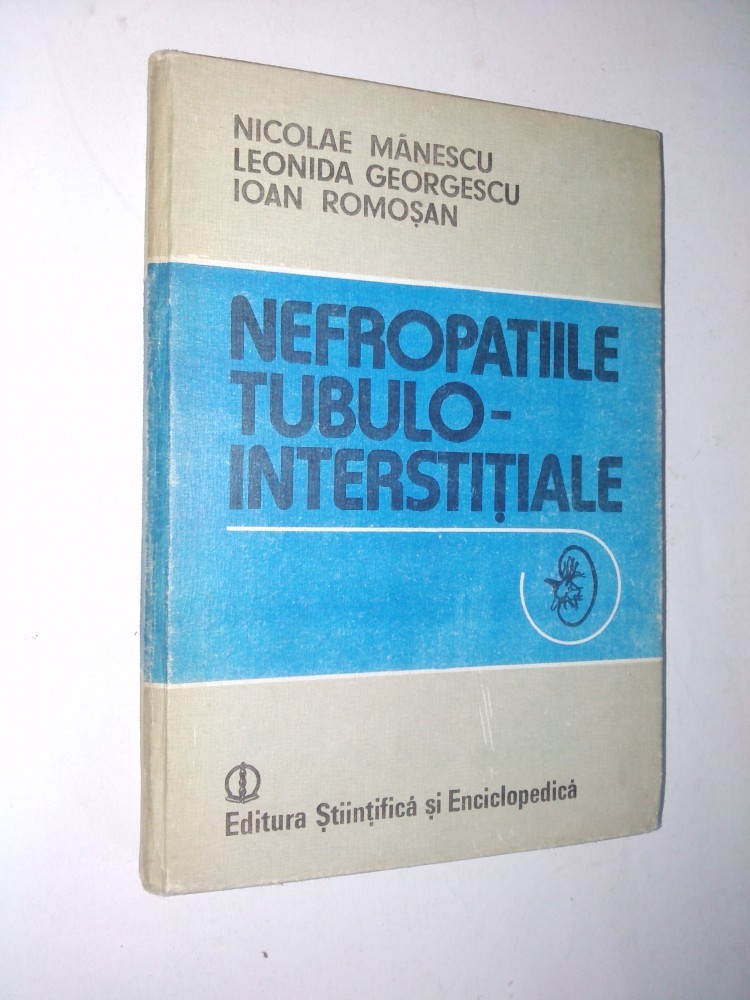 NICOLAE MĂNESCU
LEONIDA GEORGESCU
IOAN ROMOȘAN
NEFROPATIILE
TUBULO-
INTERSTIȚIALE
Editura Științifică și Enciclopedică